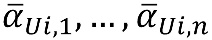 ᾱ_{Ui,1}, …, ᾱ_{Ui,n}